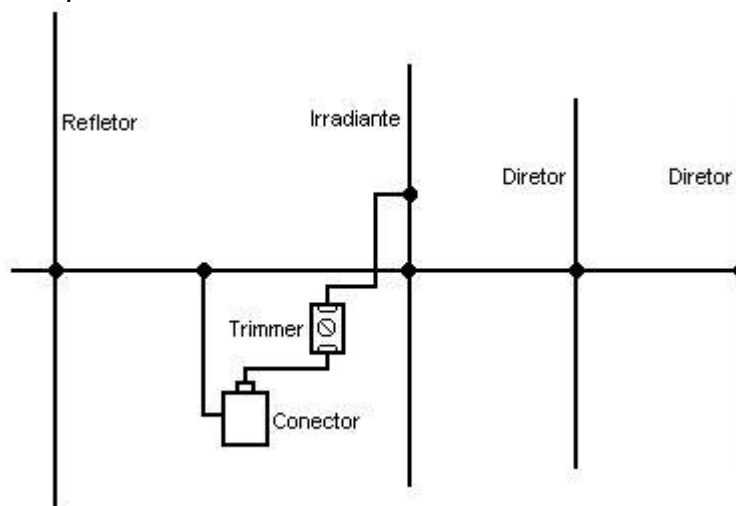 Refletor
Irradiante
Diretor
Diretor
Trimmer
Conector